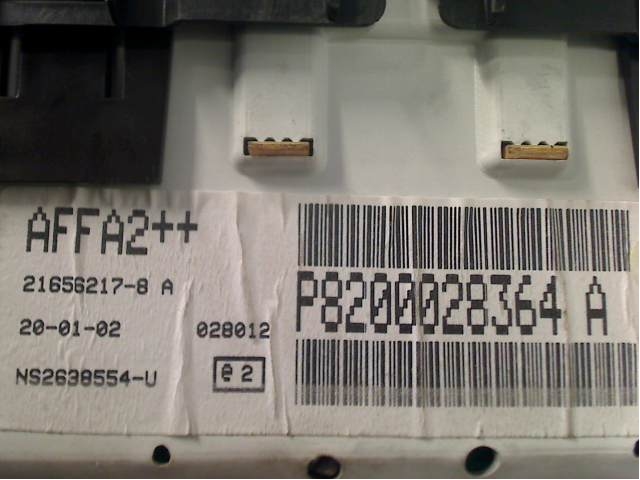 AFFA2++
21656217-8 A
20-01-02 028012
NS2638554-U
e 2
P8200028364 A